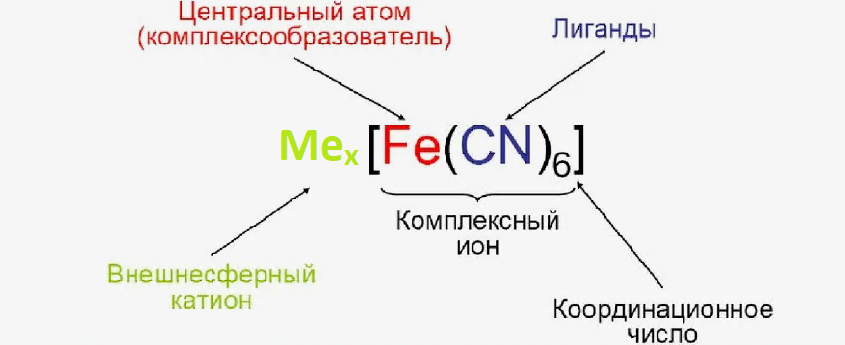 Центральный атом
(комплексообразователь)
Лиганды
Meₓ [Fe(CN)₆]
Комплексный
ион
Внешнесферный
катион
Координационное
число